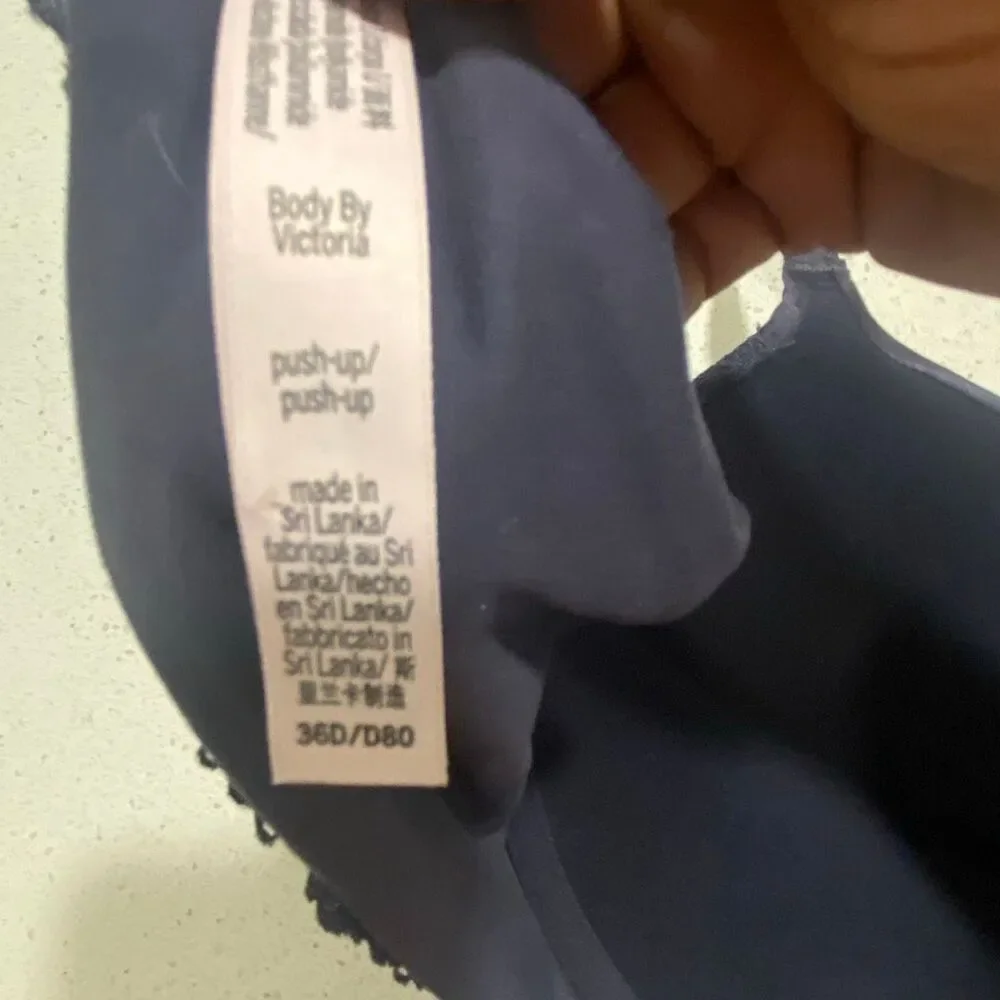 Body By
Victoria
push-up/
push-up
made in
Sri Lanka/
fabriqué au Sri
Lanka/hecho
en Sri Lanka/
fabbricato in
Sri Lanka/ 斯
里兰卡制造
36D/D80